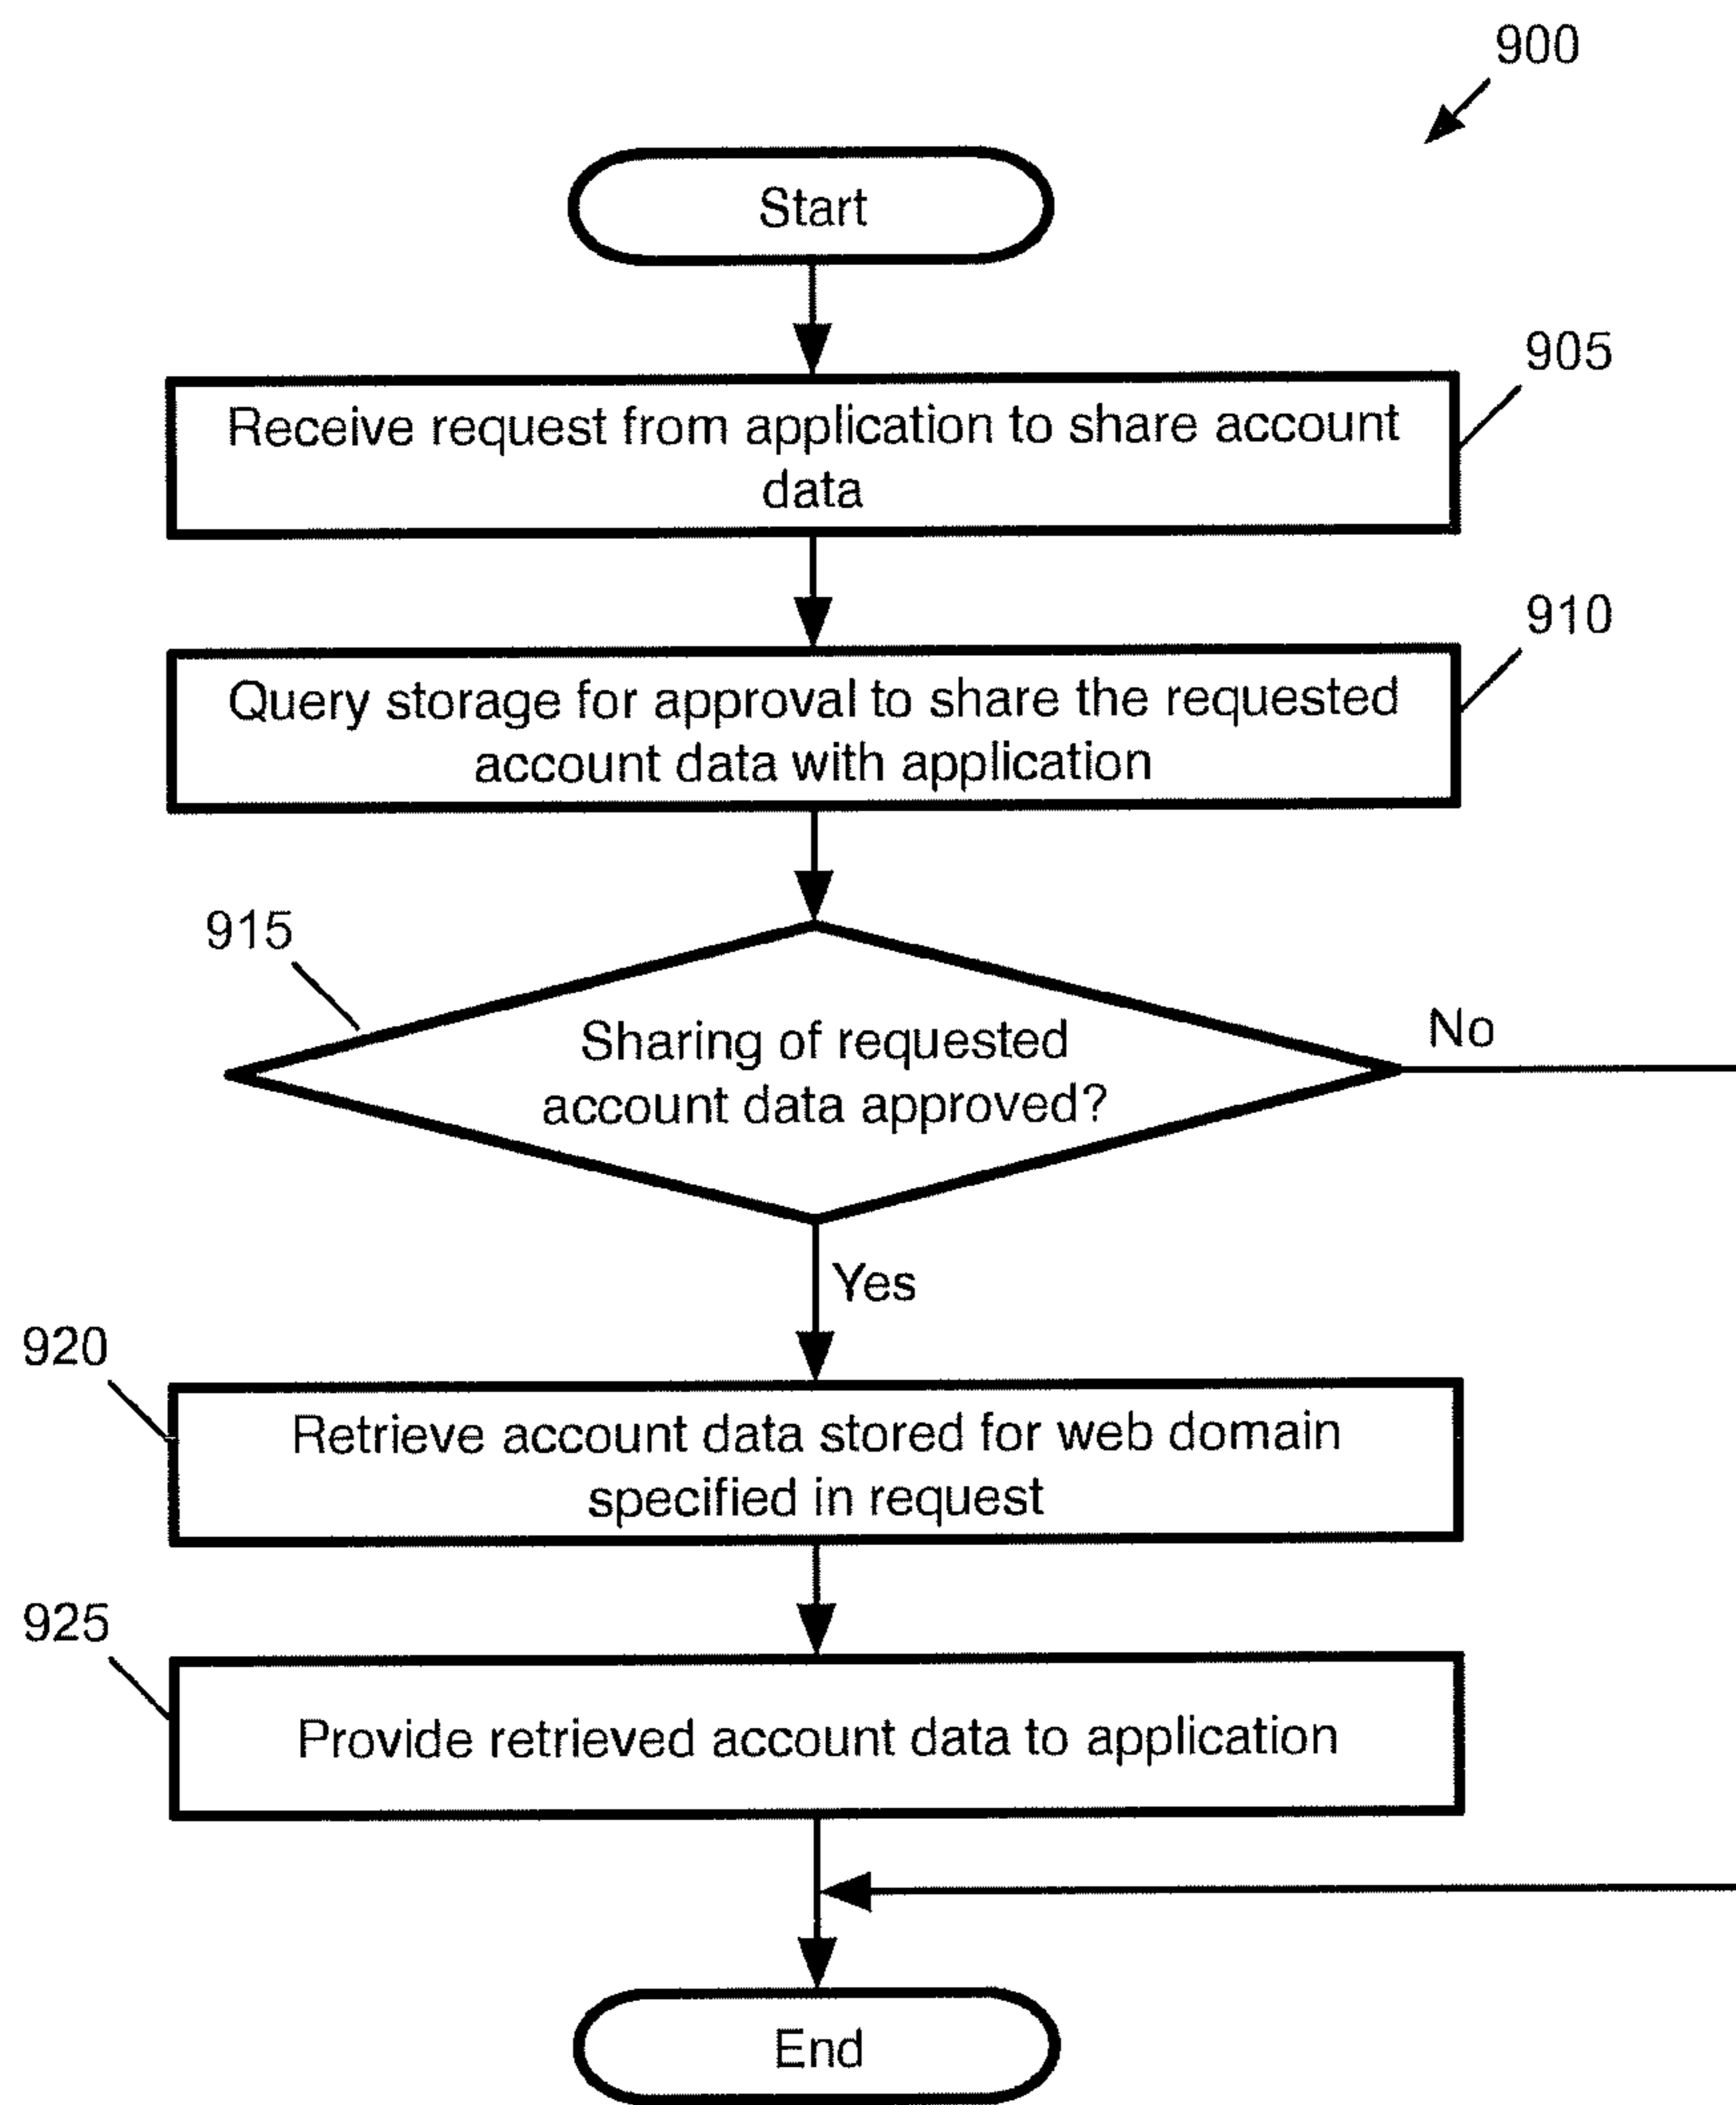 900
Start
905
Receive request from application to share account
data
910
Query storage for approval to share the requested
account data with application
915
Sharing of requested
account data approved?
No
Yes
920
Retrieve account data stored for web domain
specified in request
925
Provide retrieved account data to application
End